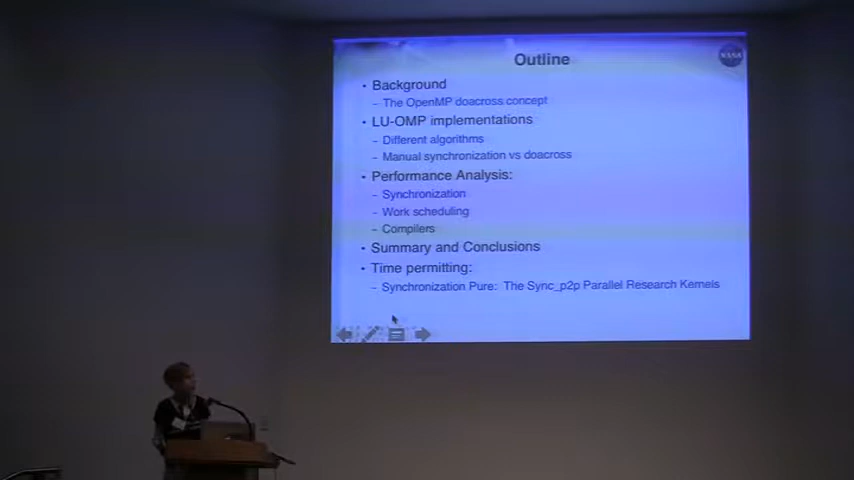 Outline
NASA
• Background
– The OpenMP doacross concept
• LU-OMP implementations
– Different algorithms
– Manual synchronization vs doacross
• Performance Analysis:
– Synchronization
– Work scheduling
– Compilers
• Summary and Conclusions
• Time permitting:
– Synchronization Pure: The Sync_p2p Parallel Research Kernels